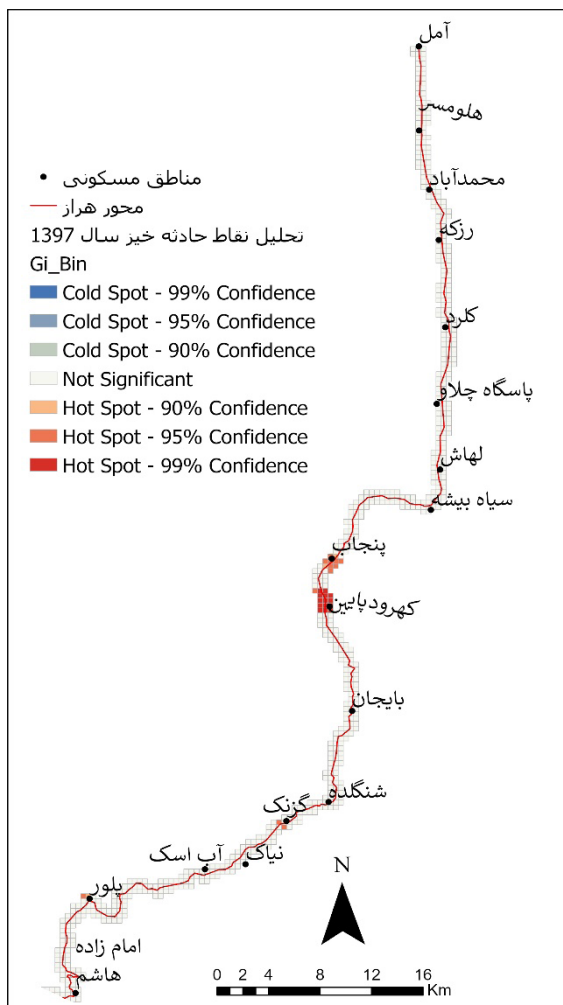 آمل
هلومسر
محمدآباد
رزکه
کلرد
پاسگاه چلاو
لهاش
سیاه بیشه
پنجاب
کهرودپایین
بایجان
شنگلده
گزنک
نیاک
آب اسک
پلور
امام زاده
هاشم
مناطق مسکونی
محور هراز
تحلیل نقاط حادثه خیز سال 1397
Gi_Bin
Cold Spot - 99% Confidence
Cold Spot - 95% Confidence
Cold Spot - 90% Confidence
Not Significant
Hot Spot - 90% Confidence
Hot Spot - 95% Confidence
Hot Spot - 99% Confidence
N
0 2 4 8 12 16
Km